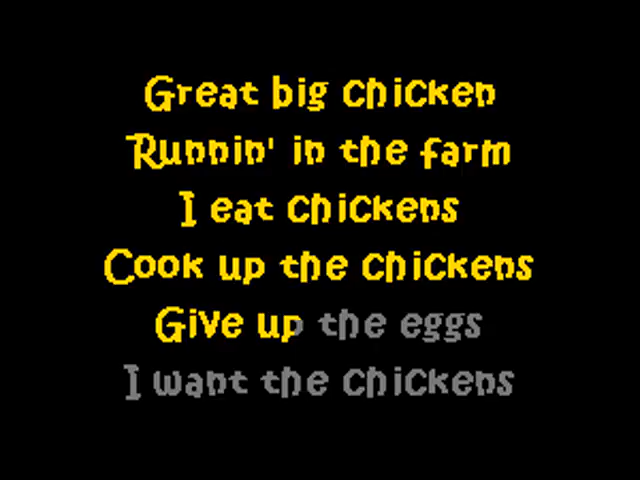 Great big chicken
Runnin' in the farm
I eat chickens
Cook up the chickens
Give up the eggs
I want the chickens